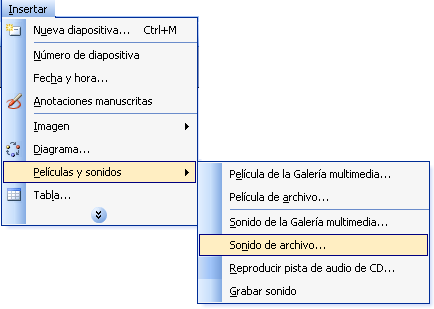 Insertar
Nueva diapositiva... Ctrl+M
Número de diapositiva
Fecha y hora...
Anotaciones manuscritas
Imagen
Diagrama...
Películas y sonidos
Tabla...
Película de la Galería multimedia...
Película de archivo...
Sonido de la Galería multimedia...
Sonido de archivo...
Reproducir pista de audio de CD...
Grabar sonido